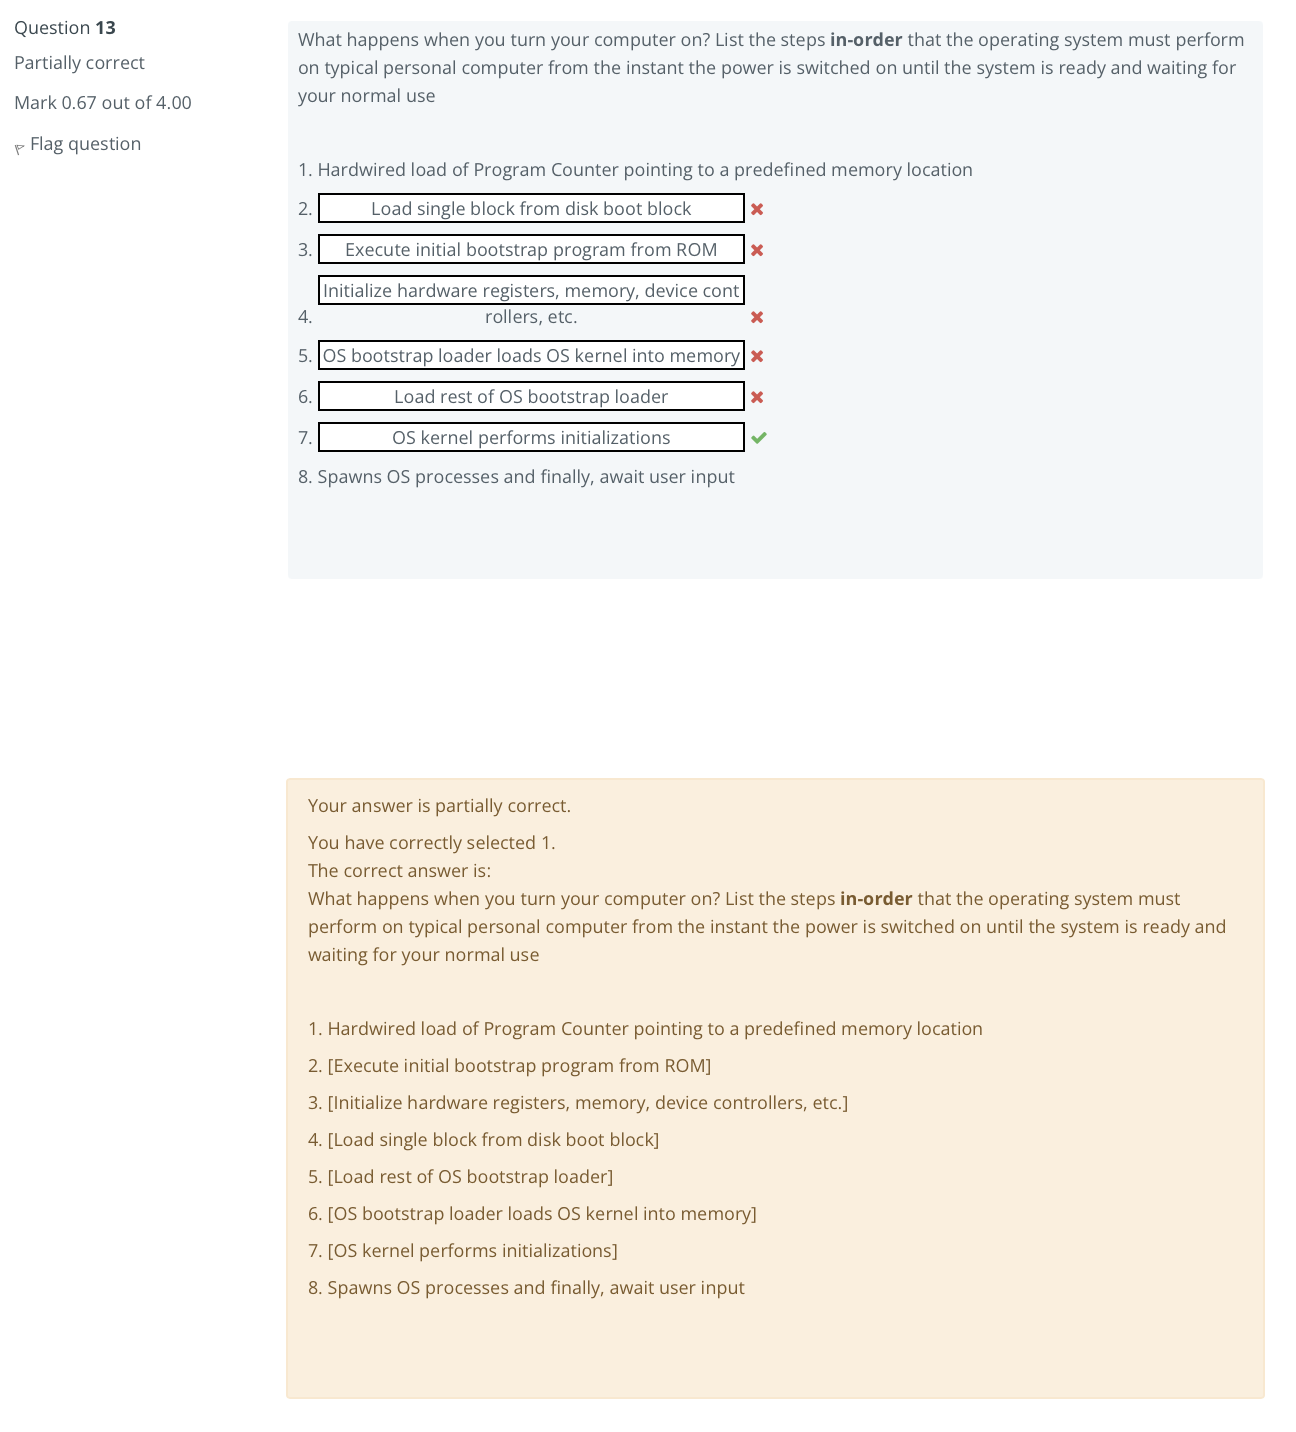 Question 13
Partially correct
Mark 0.67 out of 4.00
Flag question
What happens when you turn your computer on? List the steps in-order that the operating system must perform
on typical personal computer from the instant the power is switched on until the system is ready and waiting for
your normal use
1. Hardwired load of Program Counter pointing to a predefined memory location
2. Load single block from disk boot block
3. Execute initial bootstrap program from ROM
Initialize hardware registers, memory, device cont
4. rollers, etc.
5. OS bootstrap loader loads OS kernel into memory
6. Load rest of OS bootstrap loader
7. OS kernel performs initializations
8. Spawns OS processes and finally, await user input
Your answer is partially correct.
You have correctly selected 1.
The correct answer is:
What happens when you turn your computer on? List the steps in-order that the operating system must
perform on typical personal computer from the instant the power is switched on until the system is ready and
waiting for your normal use
1. Hardwired load of Program Counter pointing to a predefined memory location
2. [Execute initial bootstrap program from ROM]
3. [Initialize hardware registers, memory, device controllers, etc.]
4. [Load single block from disk boot block]
5. [Load rest of OS bootstrap loader]
6. [OS bootstrap loader loads OS kernel into memory]
7. [OS kernel performs initializations]
8. Spawns OS processes and finally, await user input